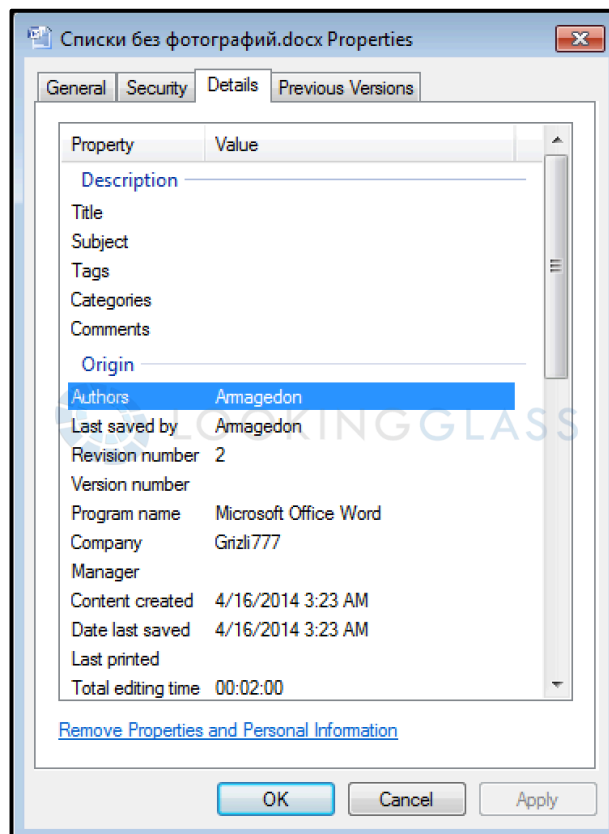 Списки без фотографий.docx Properties
General Security Details Previous Versions
Property Value
Description
Title
Subject
Tags
Categories
Comments
Origin
Authors Armagedon
Last saved by Armagedon
LOOKINGGLASS
Revision number 2
Version number
Program name Microsoft Office Word
Company Grizli777
Manager
Content created 4/16/2014 3:23 AM
Date last saved 4/16/2014 3:23 AM
Last printed
Total editing time 00:02:00
Remove Properties and Personal Information
OK Cancel Apply